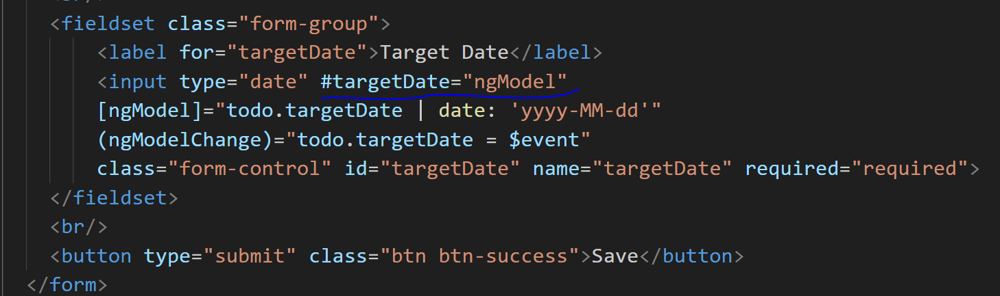 <fieldset class="form-group">
<label for="targetDate">Target Date</label>
<input type="date" #targetDate="ngModel"
[ngModel]="todo.targetDate | date: 'yyyy-MM-dd'"
(ngModelChange)="todo.targetDate = $event"
class="form-control" id="targetDate" name="targetDate" required="required">
</fieldset>
<br/>
<button type="submit" class="btn btn-success">Save</button>
</form>